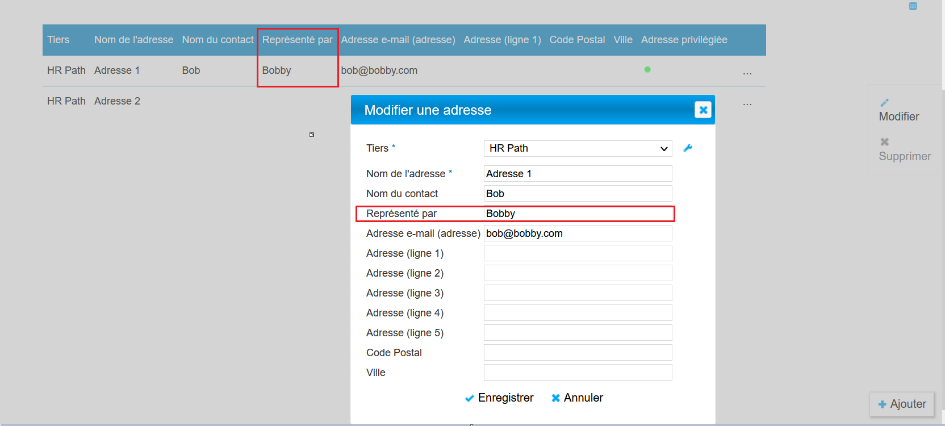 Tiers Nom de l'adresse Nom du contact Représenté par Adresse e-mail (adresse) Adresse (ligne 1) Code Postal Ville Adresse privilégiée
HR Path Adresse 1 Bob Bobby bob@bobby.com ...
HR Path Adresse 2 ...
Modifier une adresse
Tiers * HR Path
Nom de l'adresse * Adresse 1
Nom du contact Bob
Représenté par Bobby
Adresse e-mail (adresse) bob@bobby.com
Adresse (ligne 1)
Adresse (ligne 2)
Adresse (ligne 3)
Adresse (ligne 4)
Adresse (ligne 5)
Code Postal
Ville
Enregistrer Annuler
Modifier
Supprimer
Ajouter